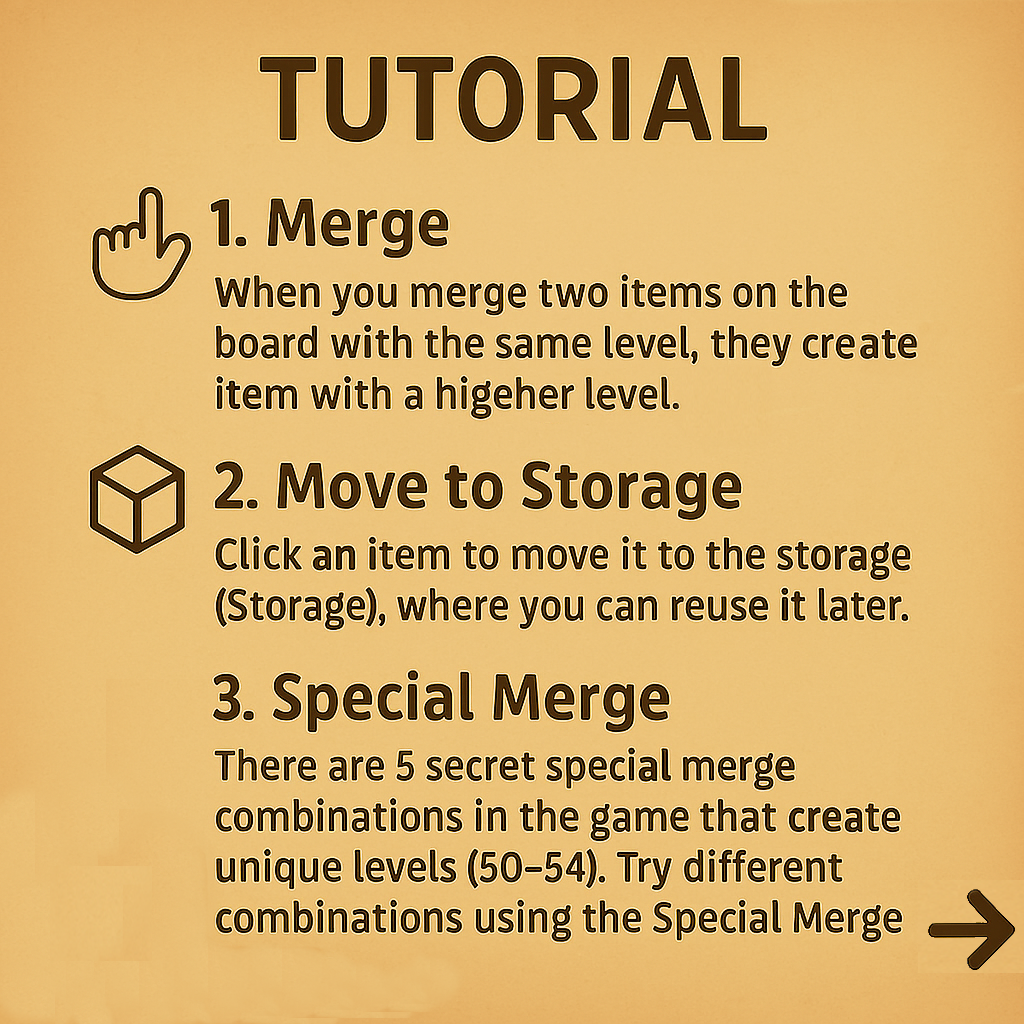 TUTORIAL
1. Merge
When you merge two items on the
board with the same level, they create
item with a higeher level.
2. Move to Storage
Click an item to move it to the storage
(Storage), where you can reuse it later.
3. Special Merge
There are 5 secret special merge
combinations in the game that create
unique levels (50–54). Try different
combinations using the Special Merge